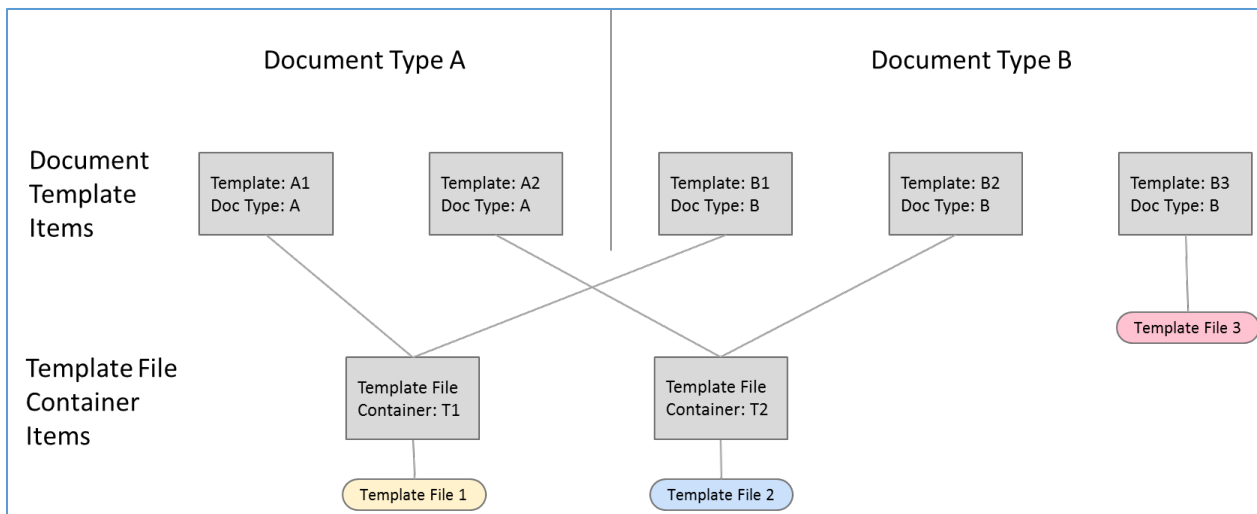 Document Type A
Document Type B
Document
Template
Items
Template: A1
Doc Type: A
Template: A2
Doc Type: A
Template: B1
Doc Type: B
Template: B2
Doc Type: B
Template: B3
Doc Type: B
Template File 3
Template File
Container
Items
Template File
Container: T1
Template File
Container: T2
Template File 1
Template File 2